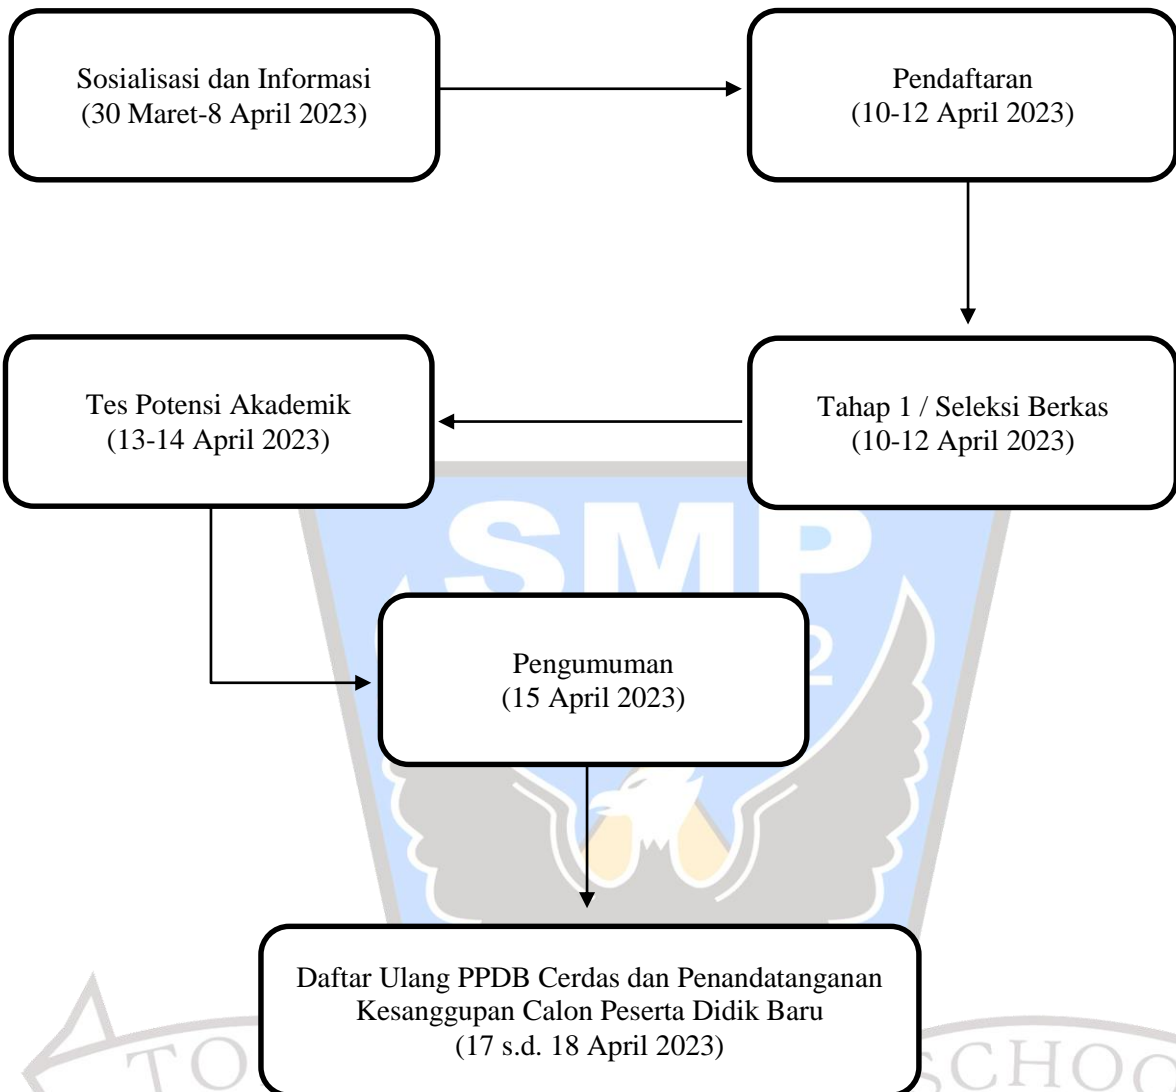 Sosialisasi dan Informasi
(30 Maret-8 April 2023)
Pendaftaran
(10-12 April 2023)
Tahap 1 / Seleksi Berkas
(10-12 April 2023)
Tes Potensi Akademik
(13-14 April 2023)
SMP
2
Pengumuman
(15 April 2023)
Daftar Ulang PPDB Cerdas dan Penandatanganan
Kesanggupan Calon Peserta Didik Baru
(17 s.d. 18 April 2023)